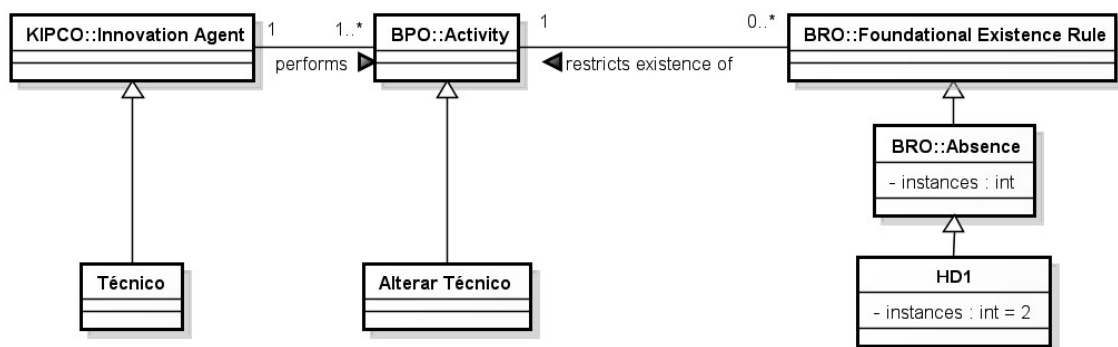 1
1..*
1
0..*
KIPCO::Innovation Agent
BPO::Activity
BRO::Foundational Existence Rule
performs
restricts existence of
BRO::Absence
- instances : int
Técnico
Alterar Técnico
HD1
- instances : int = 2